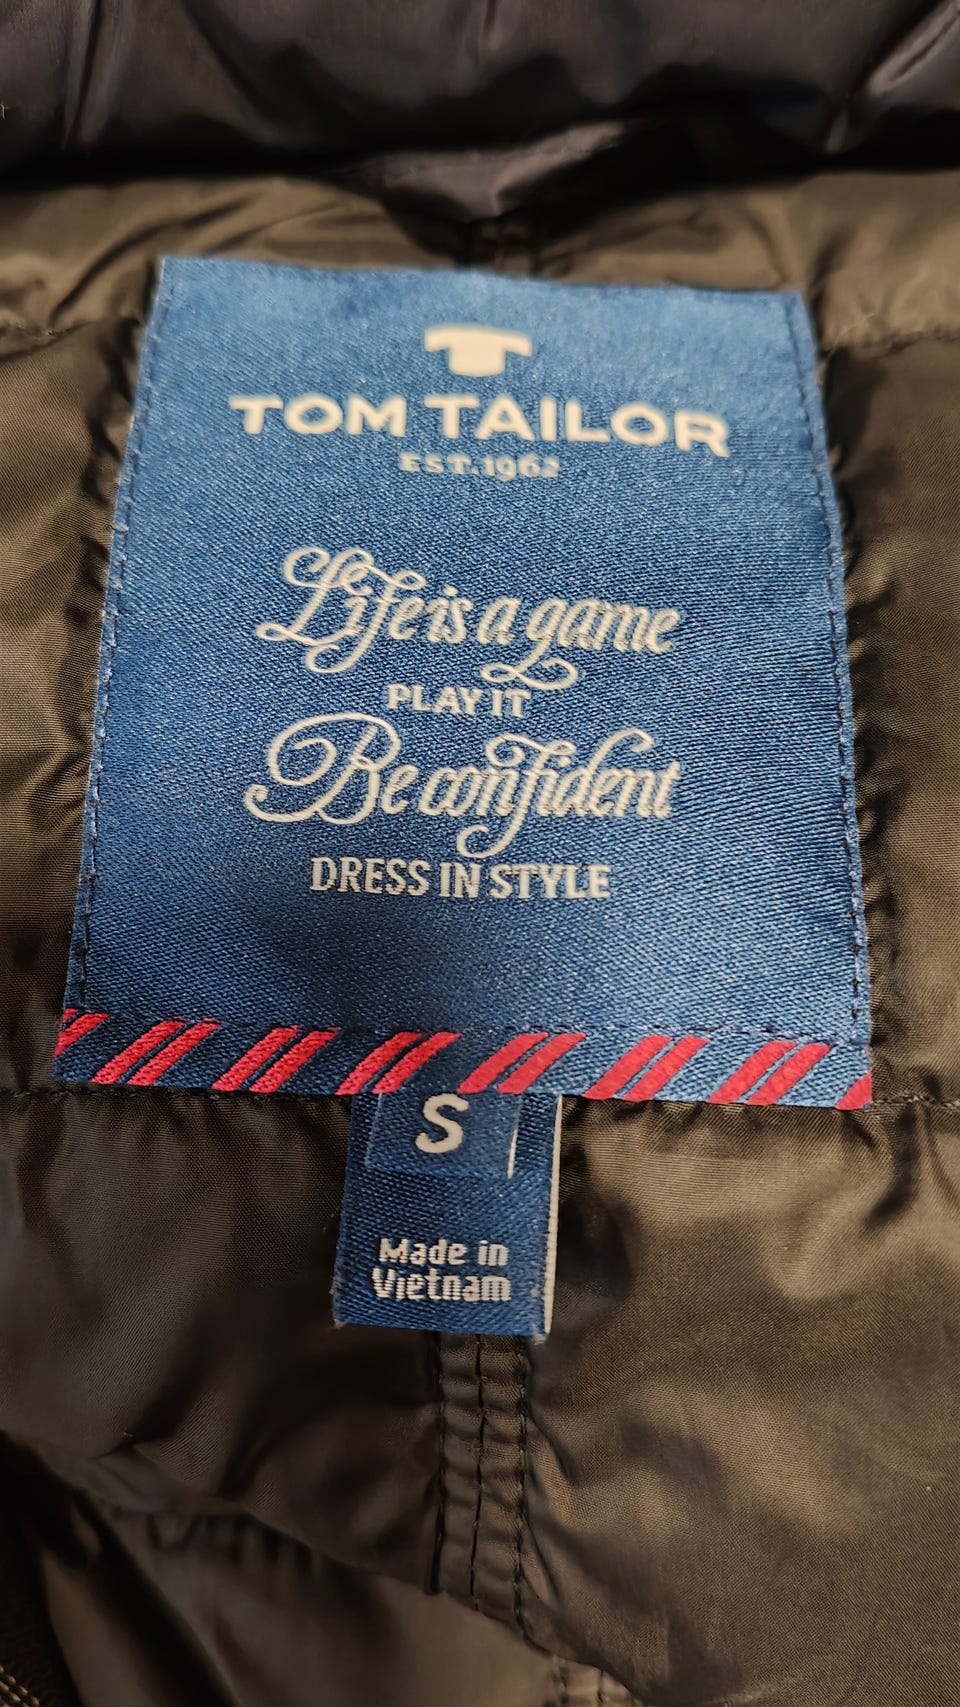 TOM TAILOR
EST.1962
Life is a game
PLAY IT
Be confident
DRESS IN STYLE
S
Made in
Vietnam